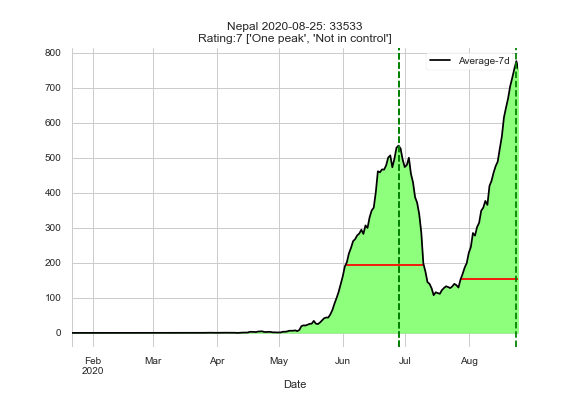 Nepal 2020-08-25: 33533
Rating:7 ['One peak', 'Not in control']
800
700
600
500
400
300
200
100
0
Average-7d
Feb
2020
Mar
Apr
May
Jun
Jul
Aug
Date